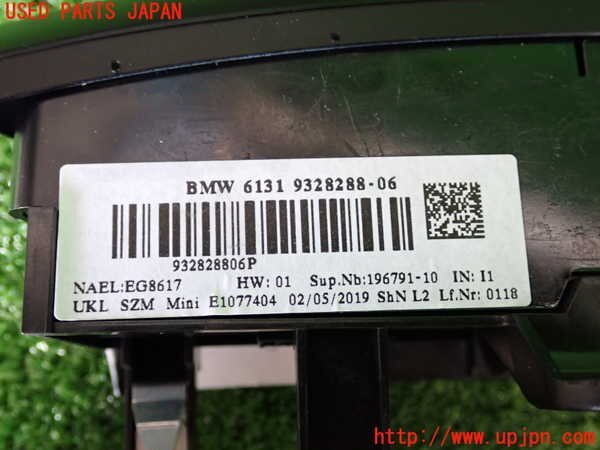 USED PARTS JAPAN
BMW 6131 9328288-06
932828806P
NAEL:EG8617 HW: 01 Sup.Nb:196791-10 IN: I1
UKL SZM Mini E1077404 02/05/2019 ShN L2 Lf.Nr: 0118
http://www.upjpn.com/